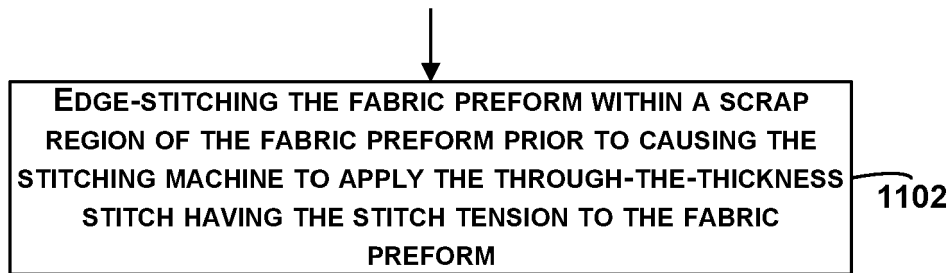 EDGE-STITCHING THE FABRIC PREFORM WITHIN A SCRAP
REGION OF THE FABRIC PREFORM PRIOR TO CAUSING THE
STITCHING MACHINE TO APPLY THE THROUGH-THE-THICKNESS
STITCH HAVING THE STITCH TENSION TO THE FABRIC
PREFORM
1102